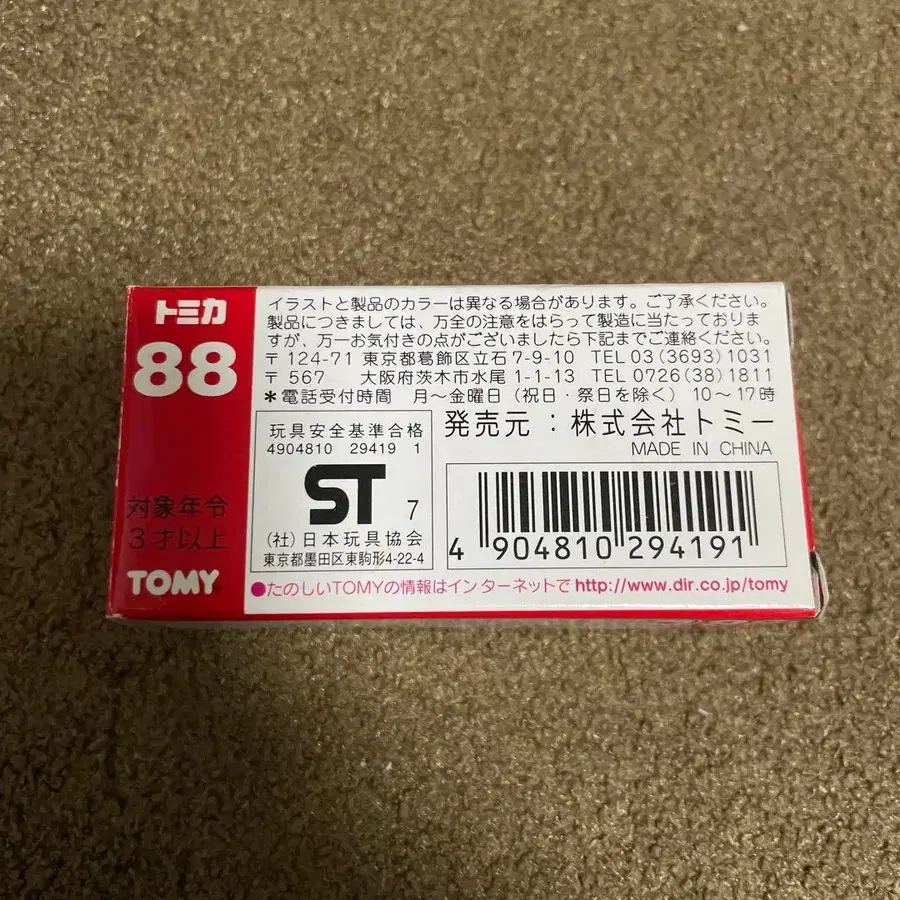 トミカ
88
対象年令
3才以上
TOMY
イラストと製品のカラーは異なる場合があります。ご了承ください。
製品につきましては、万全の注意をはらって製造に当たっておりま
すが、万一お気付きの点がございましたら下記までご連絡ください。
〒124-71 東京都葛飾区立石7-9-10 TEL 03(3693)1031
〒567 大阪府茨木市水尾1-1-13 TEL 0726(38)1811
*電話受付時間 月〜金曜日(祝日・祭日を除く) 10〜17時
玩具安全基準合格
4904810 29419 1
ST 7
(社)日本玩具協会
東京都墨田区東駒形4-22-4
発売元:株式会社トミー
MADE IN CHINA
4 904810 294191
●たのしいTOMYの情報はインターネットで http://www.dir.co.jp/tomy